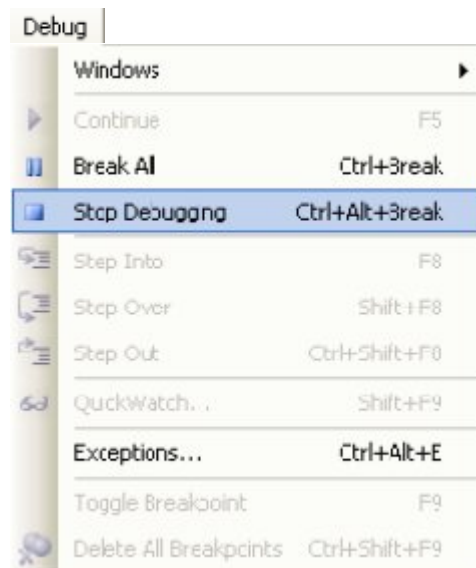 Debug
Windows
Continue F5
Break All Ctrl+Break
Stop Debugging Ctrl+Alt+Break
Step Into F8
Step Over Shift+F8
Step Out Ctrl+Shift+F8
QuickWatch... Shift+F9
Exceptions... Ctrl+Alt+E
Toggle Breakpoint F9
Delete All Breakpoints Ctrl+Shift+F9